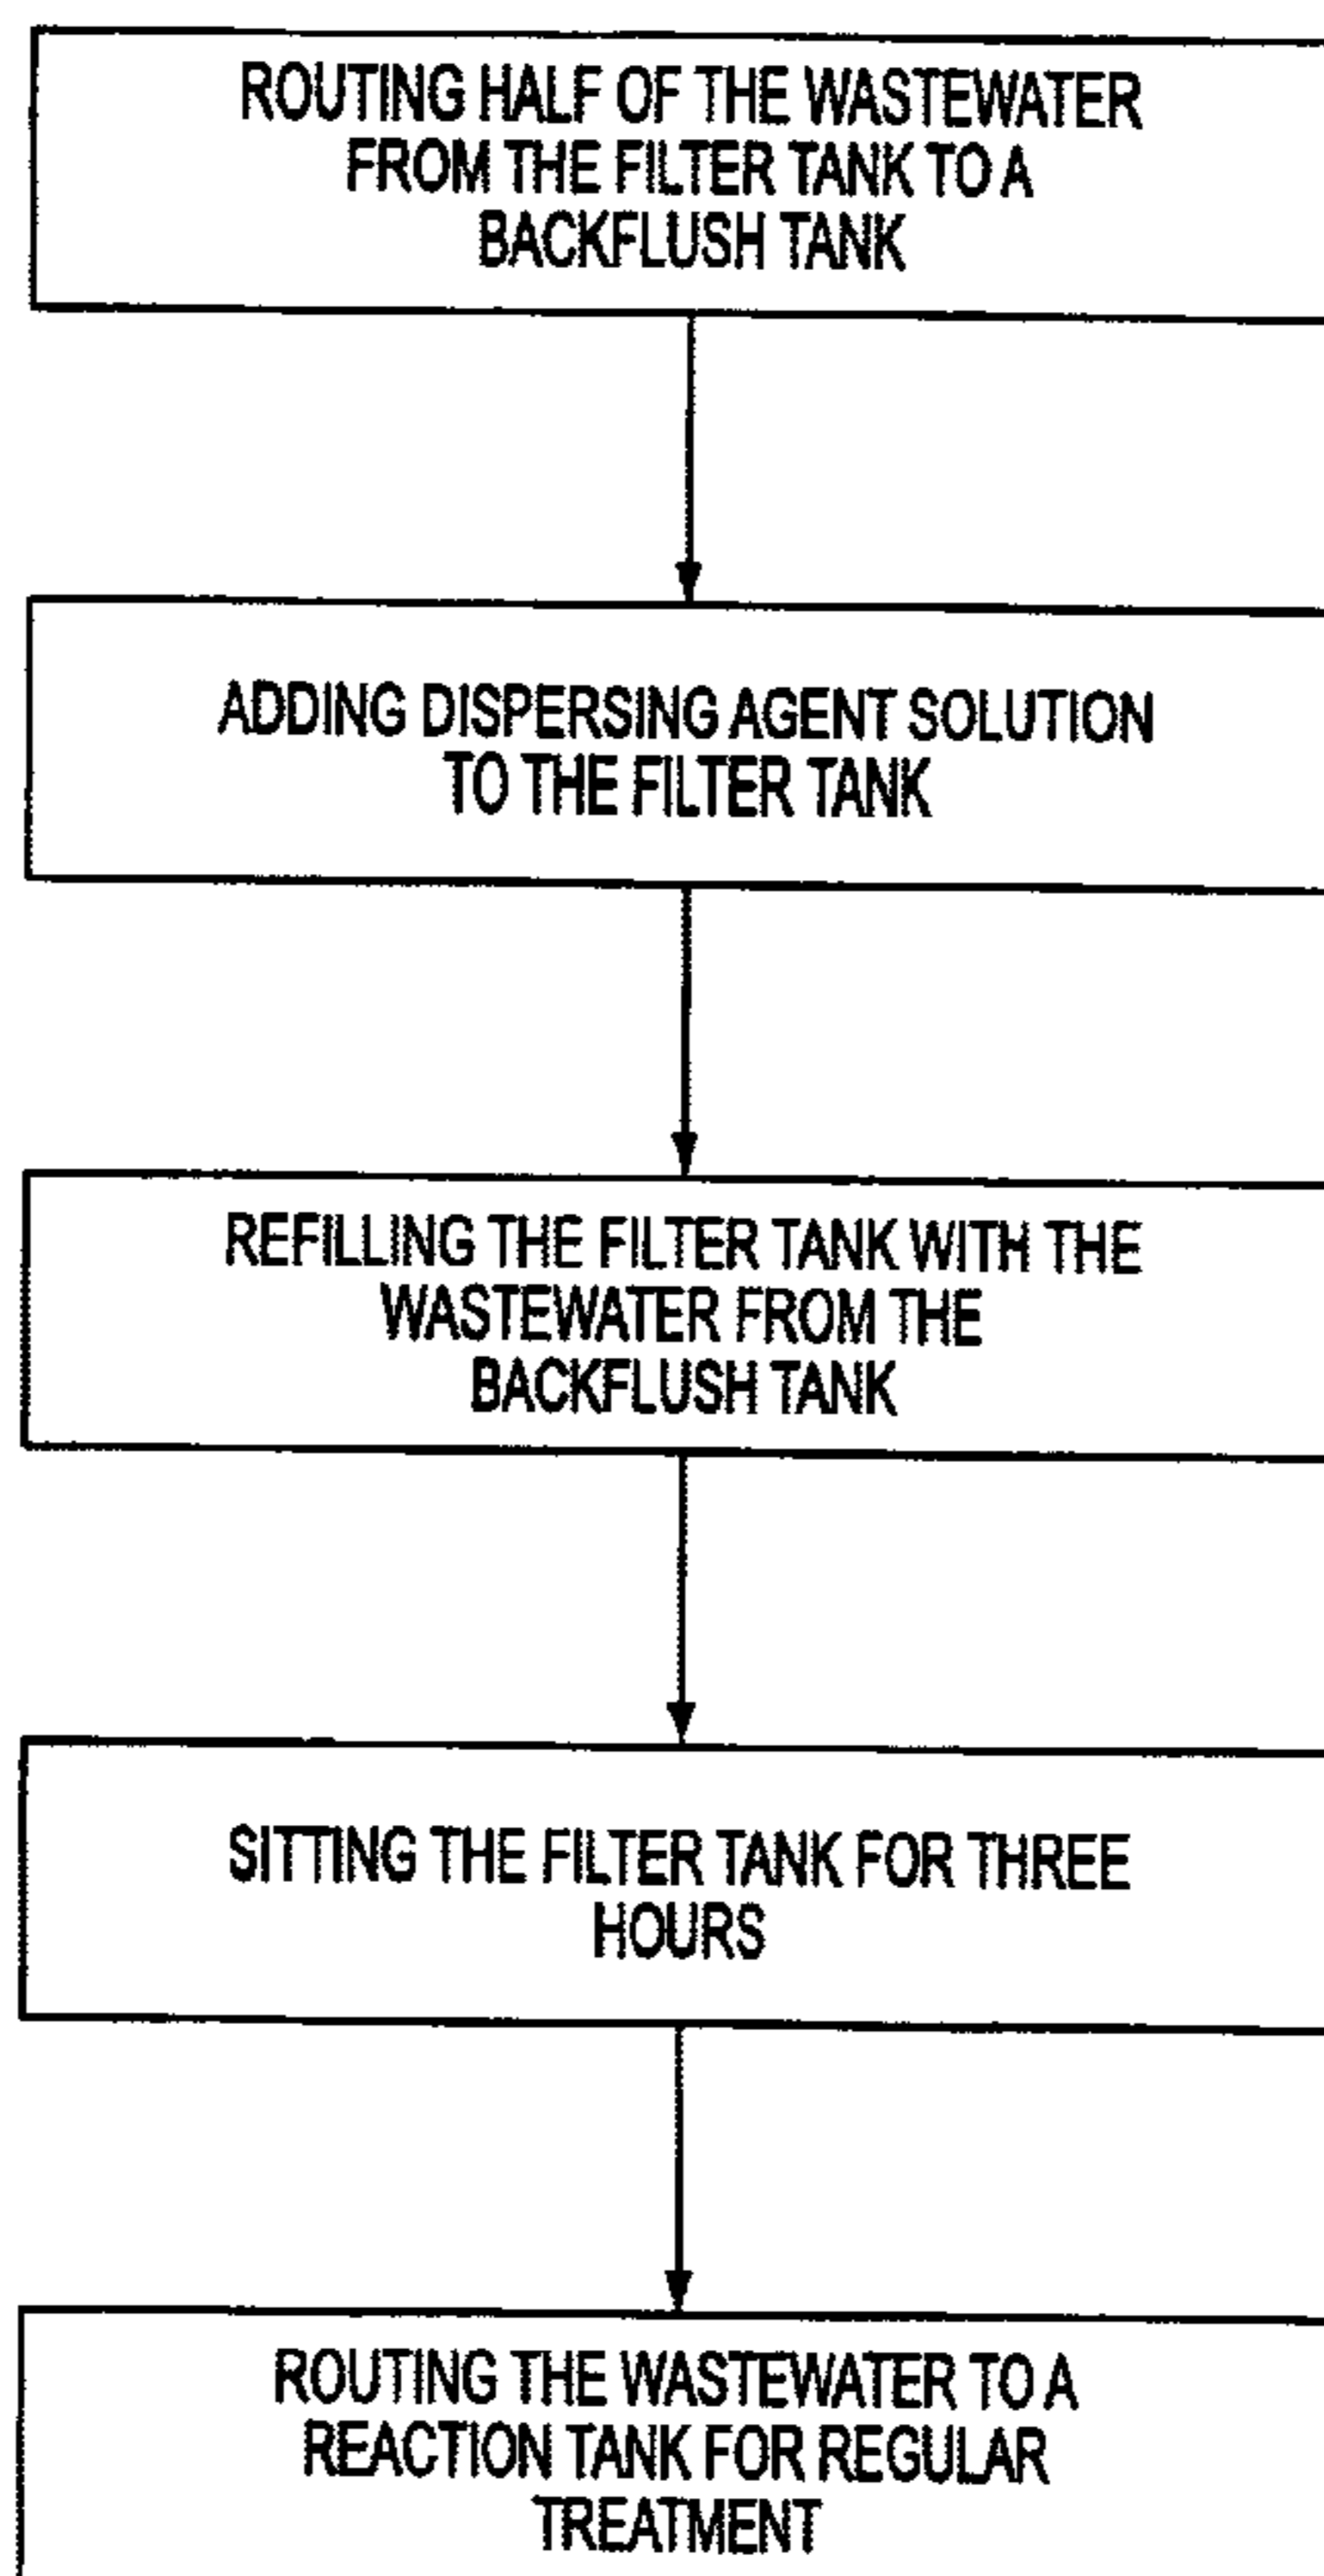 ROUTING HALF OF THE WASTEWATER
FROM THE FILTER TANK TO A
BACKFLUSH TANK
ADDING DISPERSING AGENT SOLUTION
TO THE FILTER TANK
REFILLING THE FILTER TANK WITH THE
WASTEWATER FROM THE
BACKFLUSH TANK
SITTING THE FILTER TANK FOR THREE
HOURS
ROUTING THE WASTEWATER TO A
REACTION TANK FOR REGULAR
TREATMENT